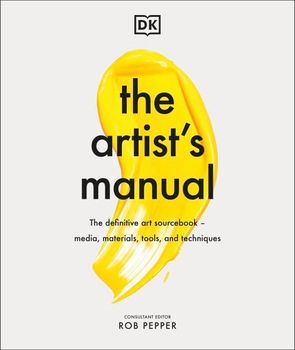 DK
the
artist's
manual
The definitive art sourcebook –
media, materials, tools, and techniques
CONSULTANT EDITOR
ROB PEPPER